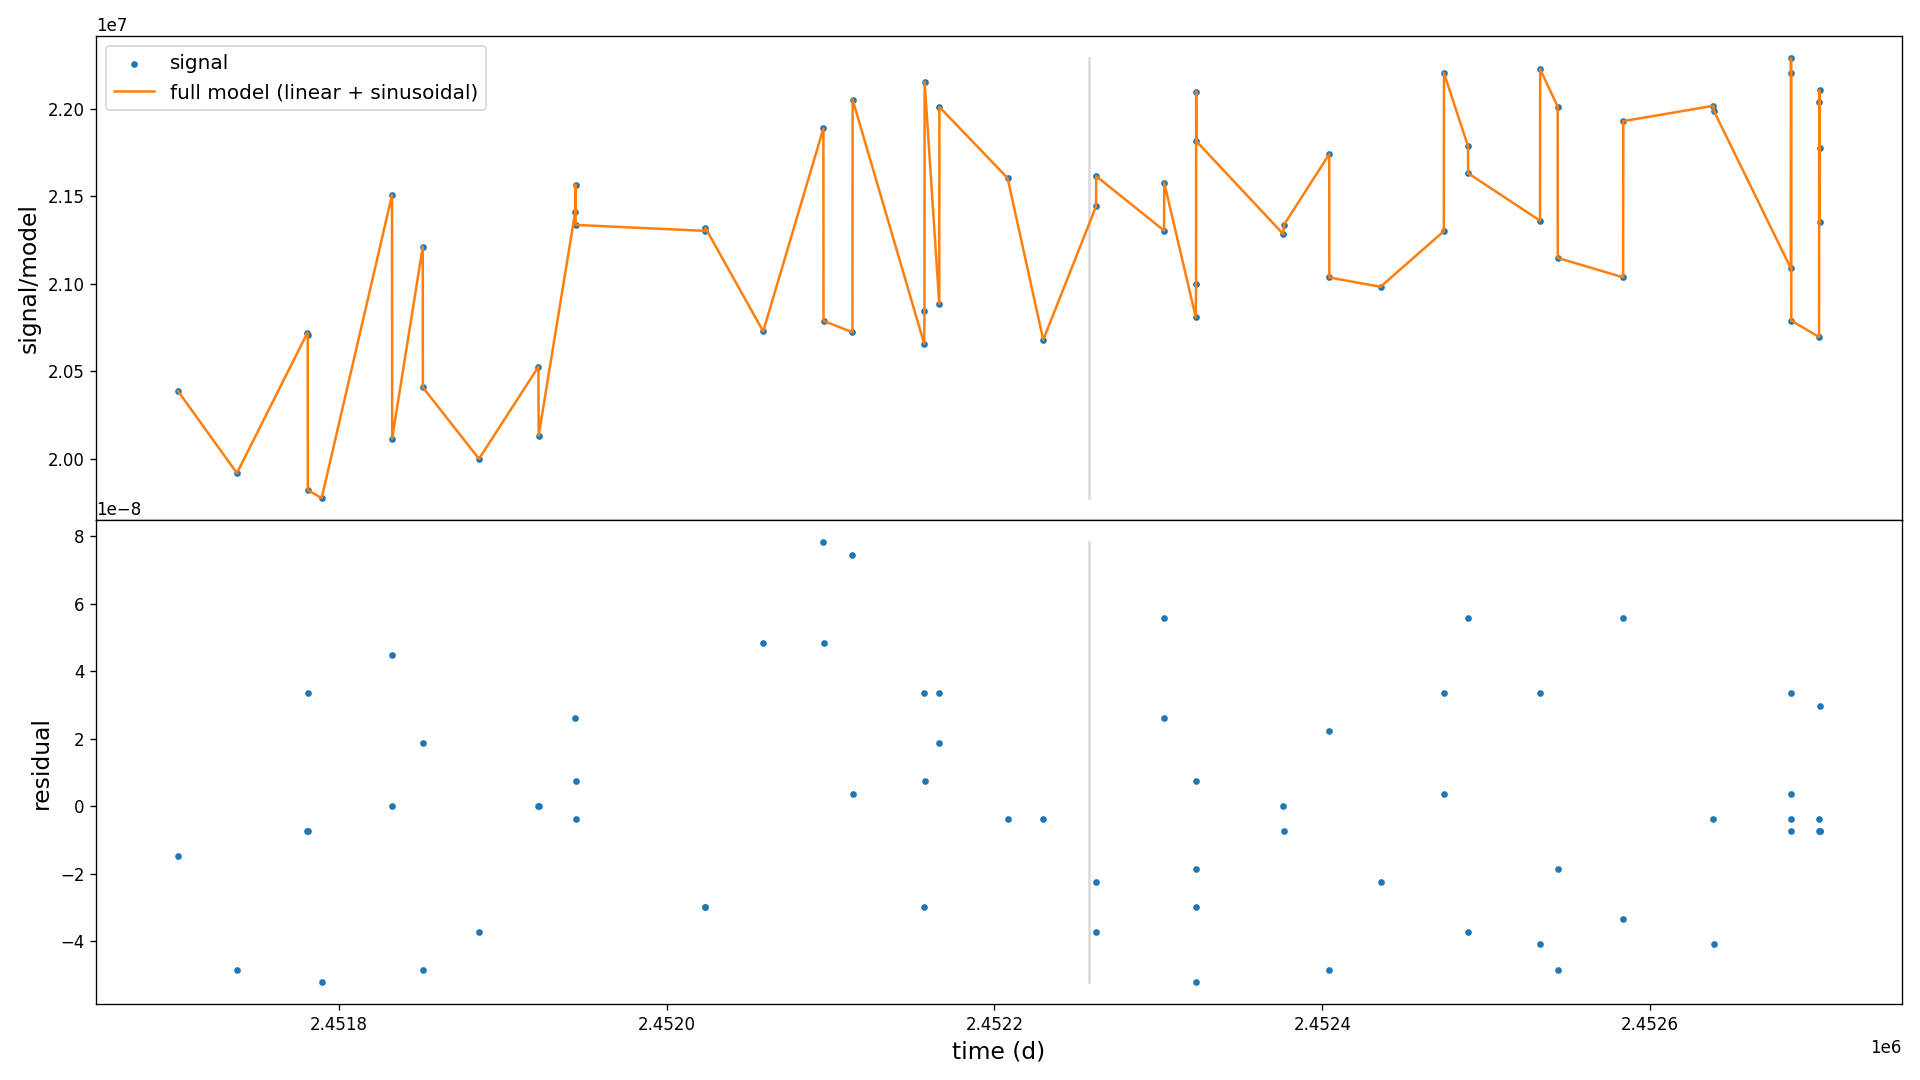 1e7
signal
full model (linear + sinusoidal)
2.20
2.15
2.10
2.05
2.00
signal/model
1e−8
8
6
4
2
0
−2
−4
residual
2.4518
2.4520
2.4522
2.4524
2.4526
1e6
time (d)